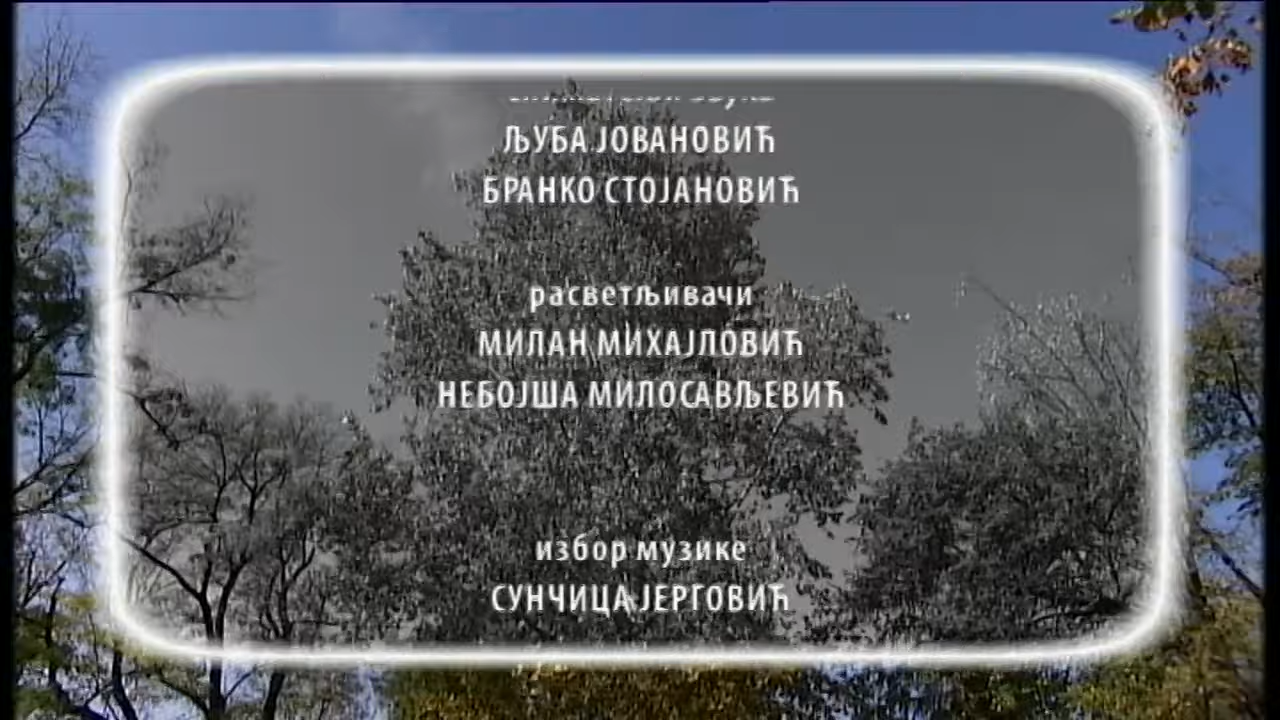 ЉУБА ЈОВАНОВИЋ
БРАНКО СТОЈАНОВИЋ
расветљивачи
МИЛАН МИХАЈЛОВИЋ
НЕБОЈША МИЛОСАВЉЕВИЋ
избор музике
СУНЧИЦА ЈЕРГОВИЋ